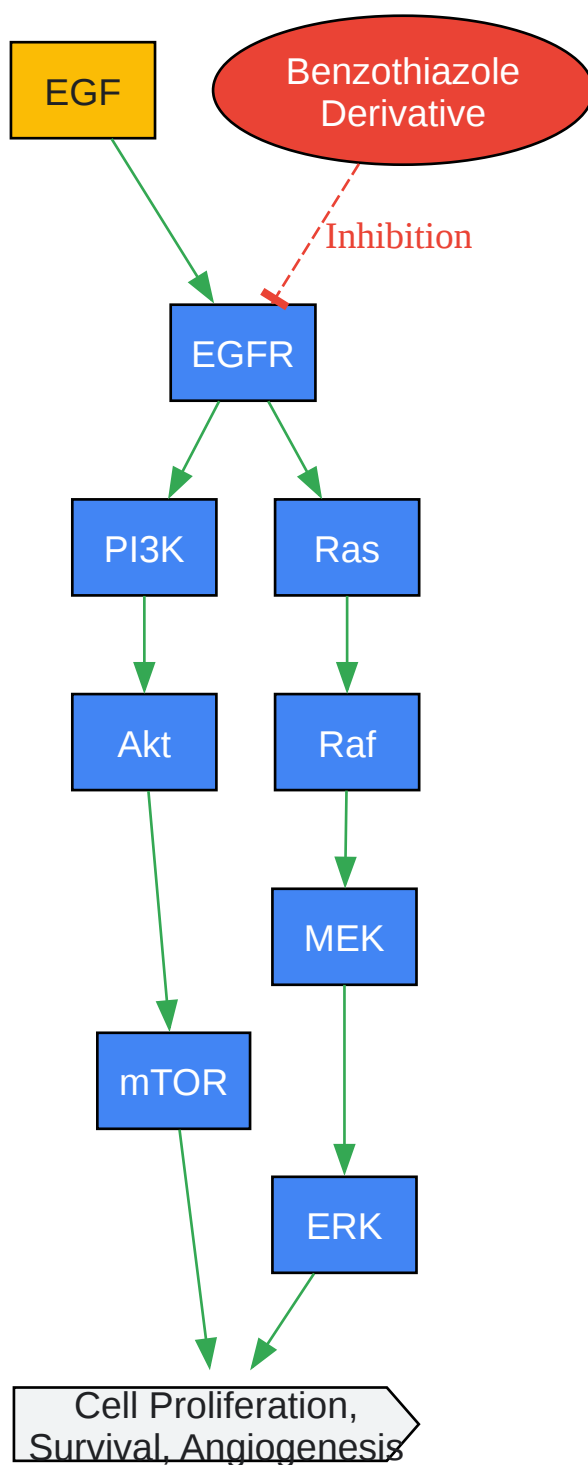 EGF
Benzothiazole
Derivative
Inhibition
EGFR
PI3K
Ras
Akt
Raf
MEK
mTOR
ERK
Cell Proliferation,
Survival, Angiogenesis